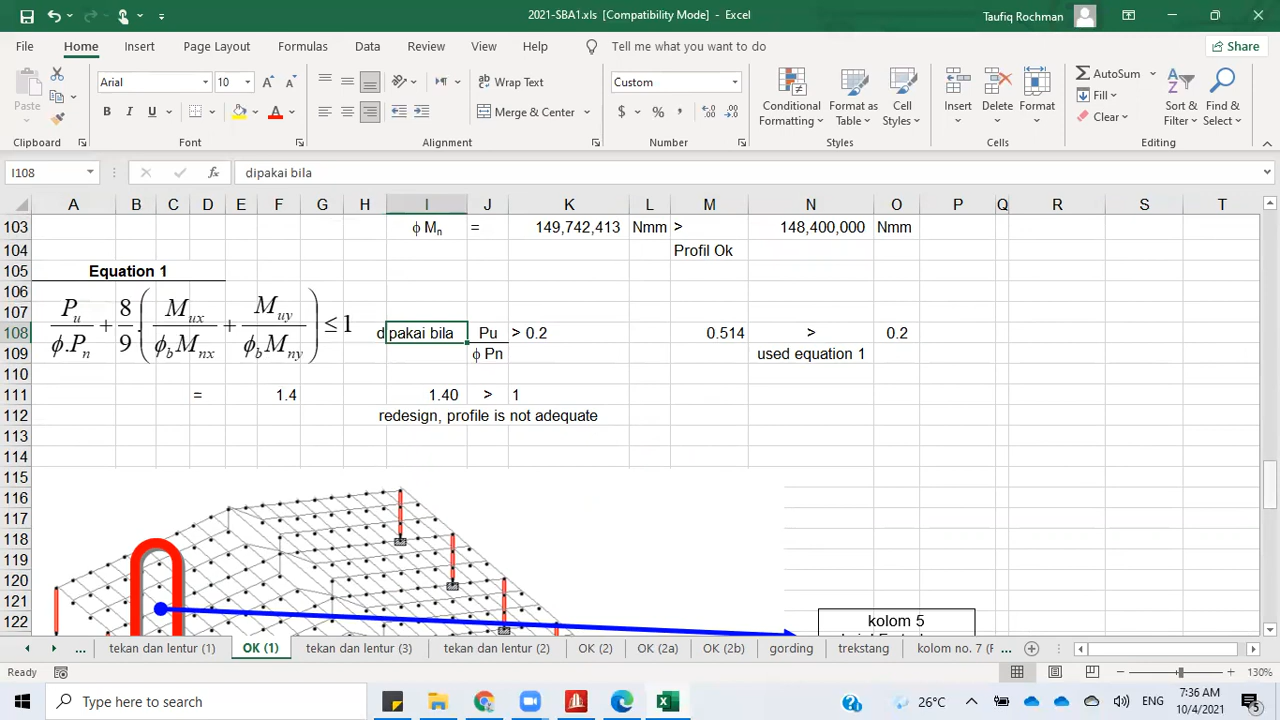 2021-SBA1.xls [Compatibility Mode] - Excel
Taufiq Rochman
File Home Insert Page Layout Formulas Data Review View Help Tell me what you want to do Share
Paste
Arial 10
B I U
Wrap Text
Merge & Center
Custom
$ % ,
Conditional Formatting
Format as Table
Cell Styles
Insert Delete Format
AutoSum
Fill
Clear
Sort & Filter
Find & Select
Clipboard Font Alignment Number Styles Cells Editing
I108 fx dipakai bila
A B C D E F G H I J K L M N O P Q R S T
103 ϕ Mn = 149,742,413 Nmm > 148,400,000 Nmm
104 Profil Ok
105 Equation 1
106
107
Pu/ϕ.Pn + 8/9.(Mux/ϕbMnx + Muy/ϕbMny) ≤ 1
108 d pakai bila Pu > 0.2 0.514 > 0.2
109 ϕ Pn used equation 1
110
111 = 1.4 1.40 > 1
112 redesign, profile is not adequate
113
114
115
116
117
118
119
120
121
122 kolom 5
... tekan dan lentur (1) OK (1) tekan dan lentur (3) tekan dan lentur (2) OK (2) OK (2a) OK (2b) gording trekstang kolom no. 7 (F ...
Ready 130%
Type here to search
26°C ENG 7:36 AM
10/4/2021 5